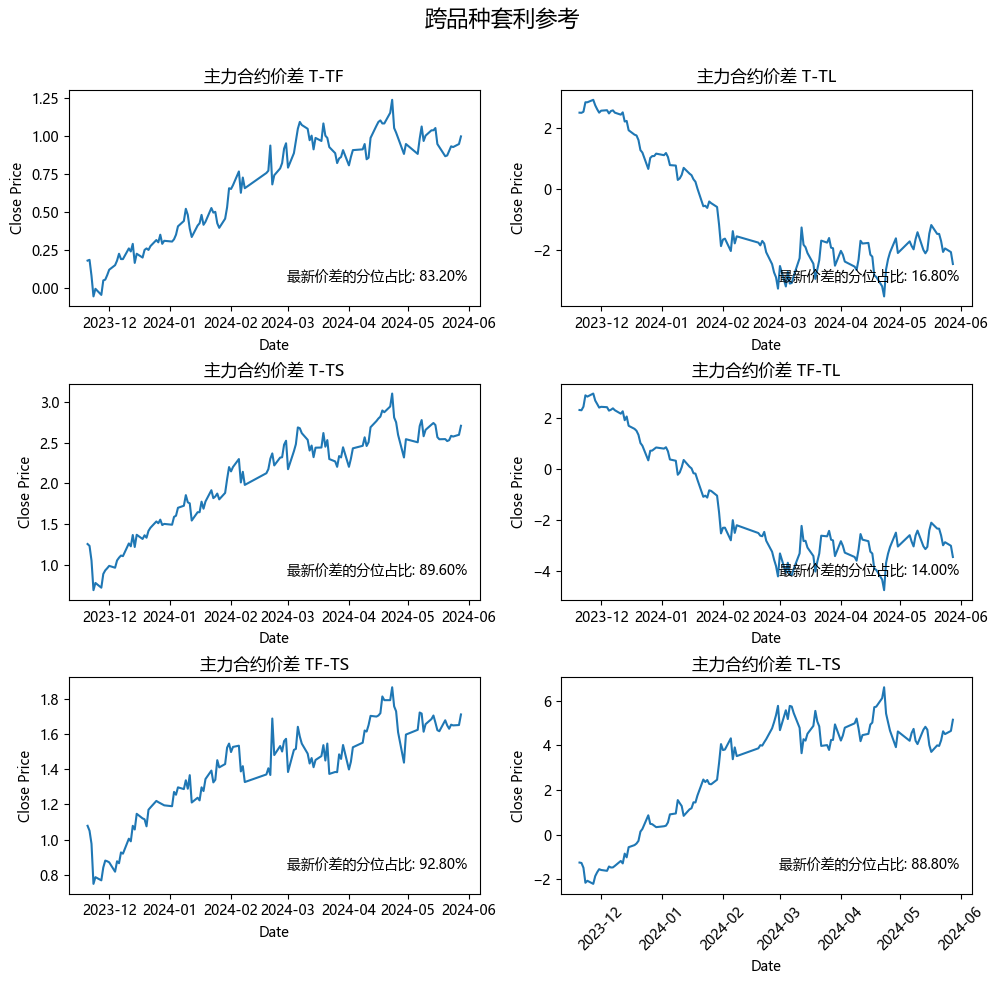 跨品种套利参考
主力合约价差 T-TF
Close Price
1.25
1.00
0.75
0.50
0.25
0.00
最新价差的分位占比: 83.20%
2023-12 2024-01 2024-02 2024-03 2024-04 2024-05 2024-06
Date
主力合约价差 T-TL
Close Price
2
0
−2
最新价差的分位占比: 16.80%
2023-12 2024-01 2024-02 2024-03 2024-04 2024-05 2024-06
Date
主力合约价差 T-TS
Close Price
3.0
2.5
2.0
1.5
1.0
最新价差的分位占比: 89.60%
2023-12 2024-01 2024-02 2024-03 2024-04 2024-05 2024-06
Date
主力合约价差 TF-TL
Close Price
2
0
−2
−4
最新价差的分位占比: 14.00%
2023-12 2024-01 2024-02 2024-03 2024-04 2024-05 2024-06
Date
主力合约价差 TF-TS
Close Price
1.8
1.6
1.4
1.2
1.0
0.8
最新价差的分位占比: 92.80%
2023-12 2024-01 2024-02 2024-03 2024-04 2024-05 2024-06
Date
主力合约价差 TL-TS
Close Price
6
4
2
0
−2
最新价差的分位占比: 88.80%
2023-12 2024-01 2024-02 2024-03 2024-04 2024-05 2024-06
Date